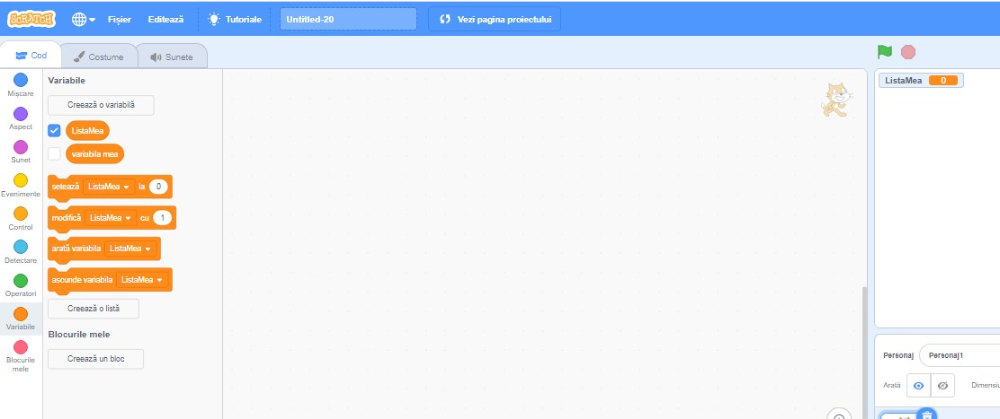 SCRATCH
Fișier
Editează
Tutoriale
Untitled-20
Vezi pagina proiectului
Cod
Costume
Sunete
Mișcare
Aspect
Sunet
Evenimente
Control
Detectare
Operatori
Variabile
Blocurile
mele
Variabile
Creează o variabilă
ListaMea
variabila mea
setează ListaMea la 0
modifică ListaMea cu 1
arată variabila ListaMea
ascunde variabila ListaMea
Creează o listă
Blocurile mele
Creează un bloc
ListaMea 0
Personaj Personaj1
Arată